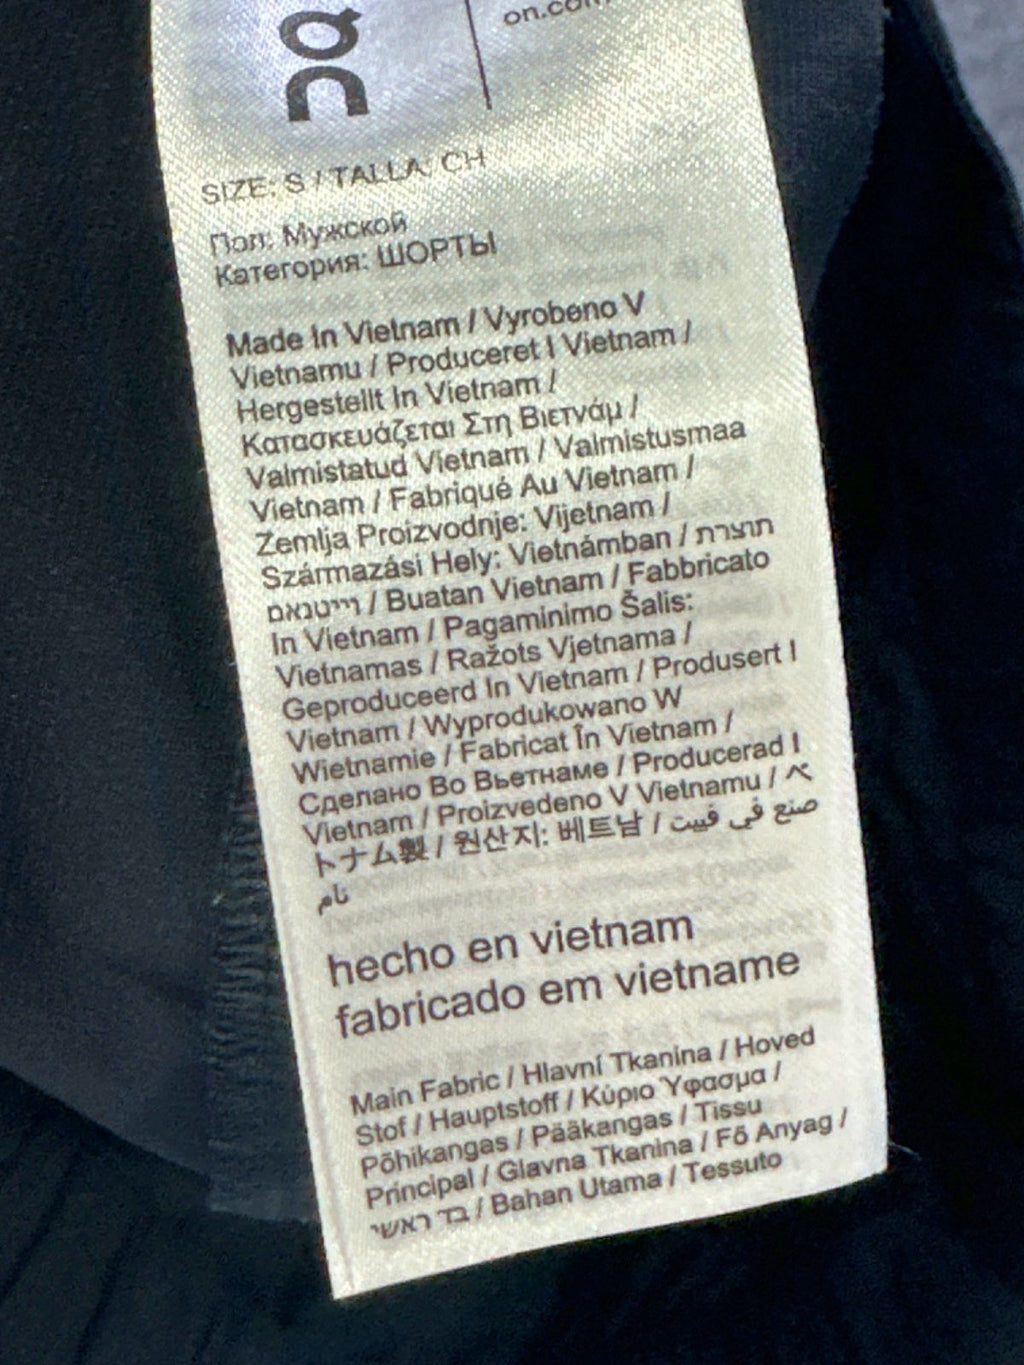 on.com
SIZE: S / TALLA: CH
Пол: Мужской
Категория: ШОРТЫ
Made In Vietnam / Vyrobeno V
Vietnamu / Produceret I Vietnam /
Hergestellt In Vietnam /
Κατασκευάζεται Στη Βιετνάμ /
Valmistatud Vietnam / Valmistusmaa
Vietnam / Fabriqué Au Vietnam /
Zemlja Proizvodnje: Vijetnam /
Származási Hely: Vietnámban / תוצרת
וייטנאם / Buatan Vietnam / Fabbricato
In Vietnam / Pagaminimo Šalis:
Vietnamas / Ražots Vjetnama /
Geproduceerd In Vietnam / Produsert I
Vietnam / Wyprodukowano W
Wietnamie / Fabricat În Vietnam /
Сделано Во Вьетнаме / Producerad I
Vietnam / Proizvedeno V Vietnamu / ベ
トナム製 / 원산지: 베트남 / صنع في فييت
نام
hecho en vietnam
fabricado em vietname
Main Fabric / Hlavní Tkanina / Hoved
Stof / Hauptstoff / Κύριο Ύφασμα /
Põhikangas / Pääkangas / Tissu
Principal / Glavna Tkanina / Fő Anyag /
בד ראשי / Bahan Utama / Tessuto